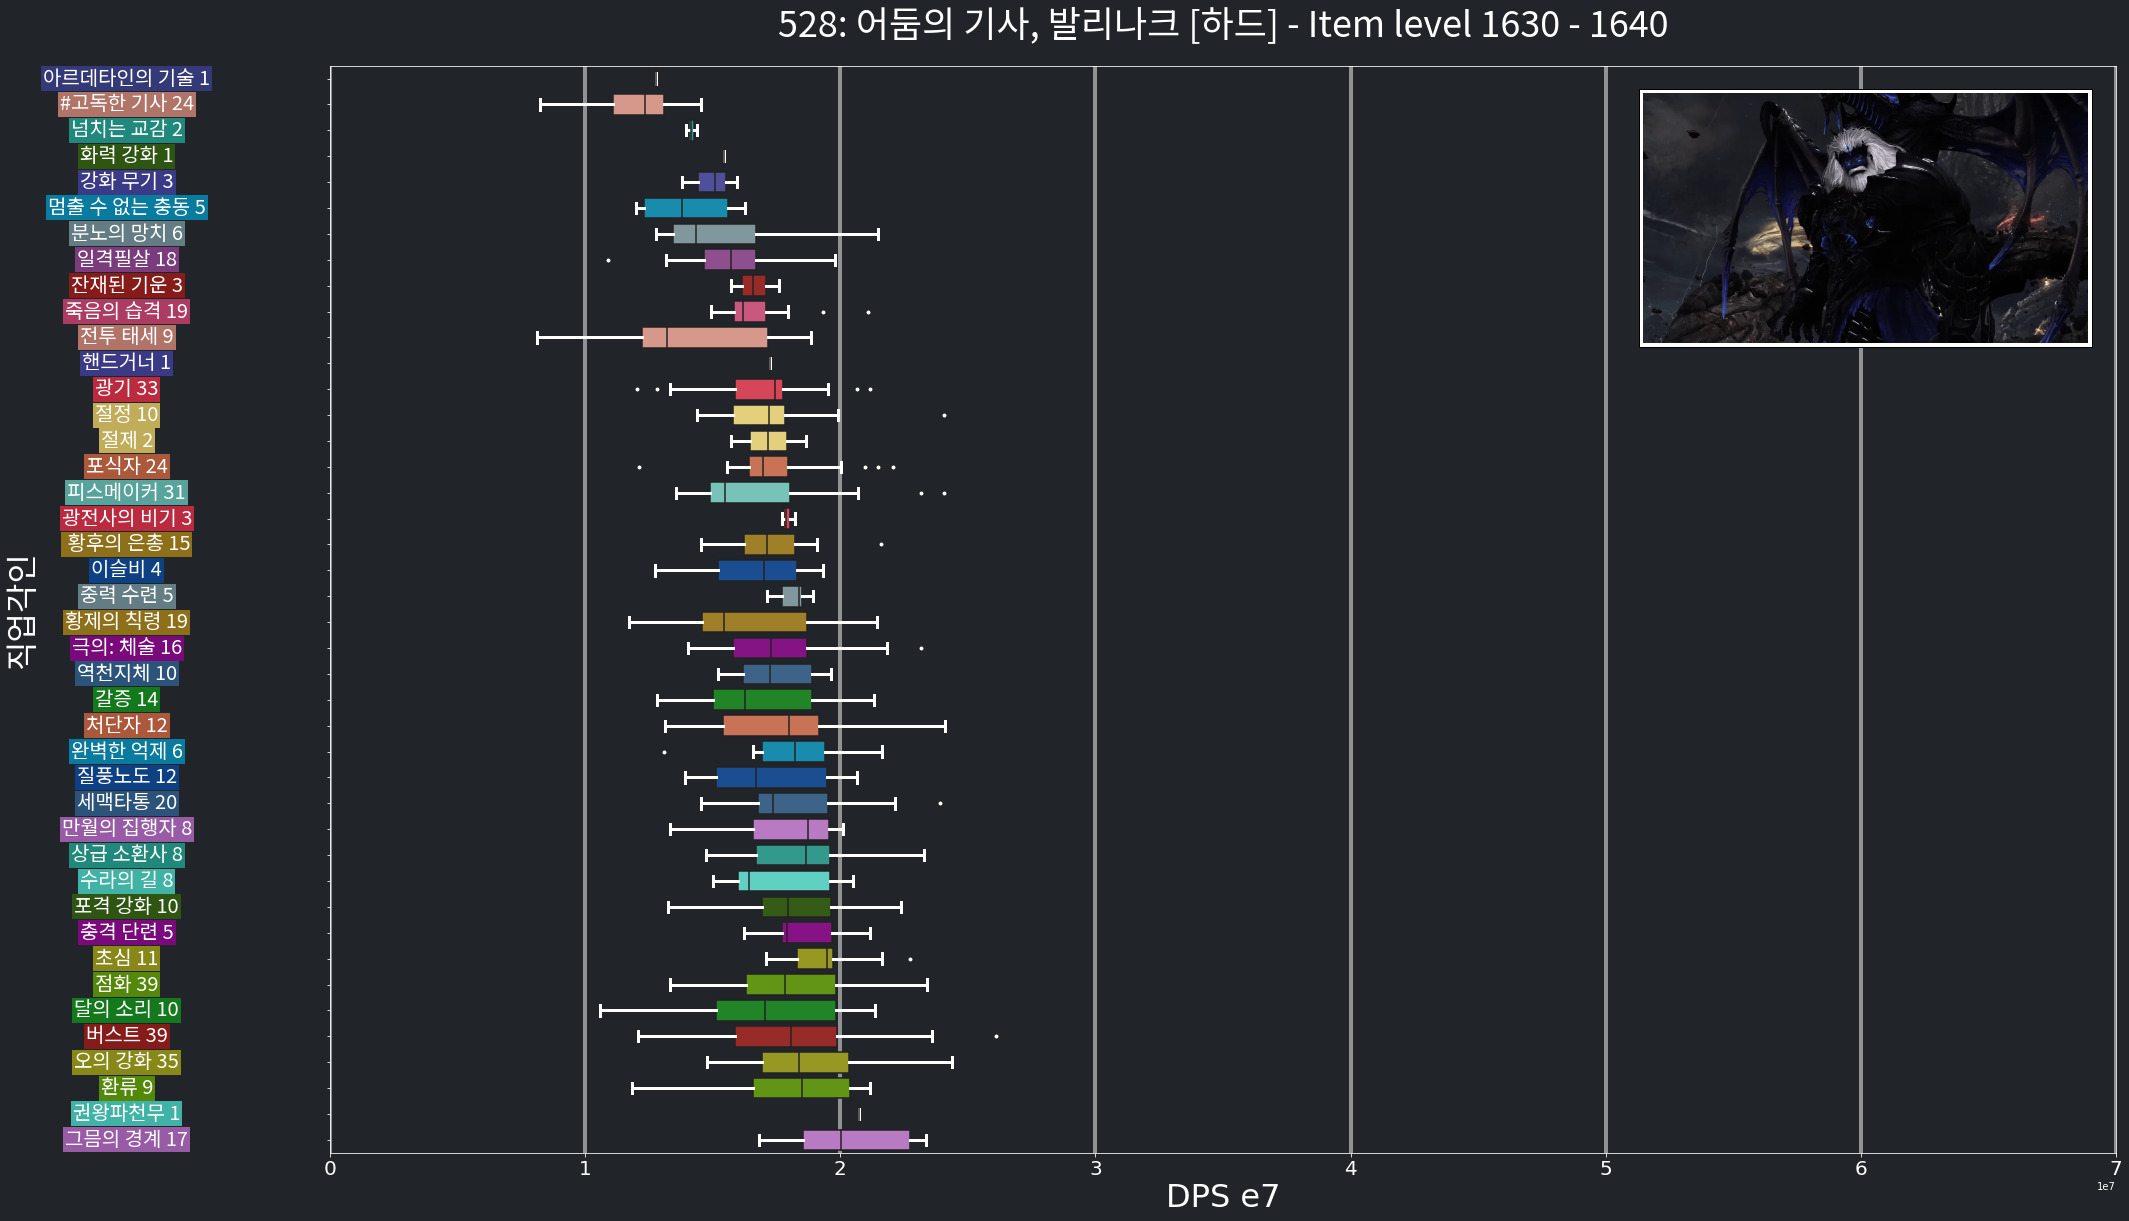 528: 어둠의 기사, 발리나크 [하드] - Item level 1630 - 1640
직업각인
아르데타인의 기술 1
#고독한 기사 24
넘치는 교감 2
화력 강화 1
강화 무기 3
멈출 수 없는 충동 5
분노의 망치 6
일격필살 18
잔재된 기운 3
죽음의 습격 19
전투 태세 9
핸드거너 1
광기 33
절정 10
절제 2
포식자 24
피스메이커 31
광전사의 비기 3
황후의 은총 15
이슬비 4
중력 수련 5
황제의 칙령 19
극의: 체술 16
역천지체 10
갈증 14
처단자 12
완벽한 억제 6
질풍노도 12
세맥타통 20
만월의 집행자 8
상급 소환사 8
수라의 길 8
포격 강화 10
충격 단련 5
초심 11
점화 39
달의 소리 10
버스트 39
오의 강화 35
환류 9
권왕파천무 1
그믐의 경계 17
0 1 2 3 4 5 6 7
1e7
DPS e7